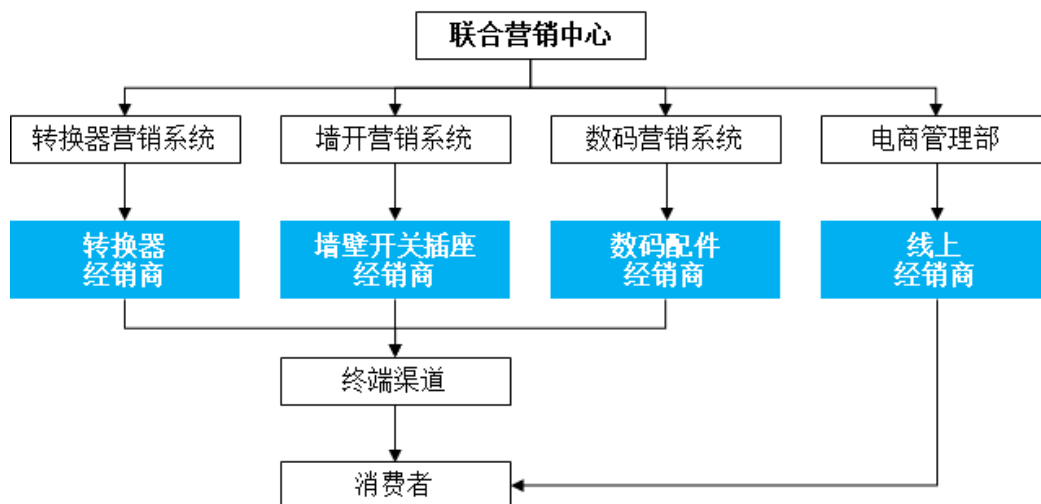 联合营销中心
转换器营销系统
墙开营销系统
数码营销系统
电商管理部
转换器
经销商
墙壁开关插座
经销商
数码配件
经销商
线上
经销商
终端渠道
消费者